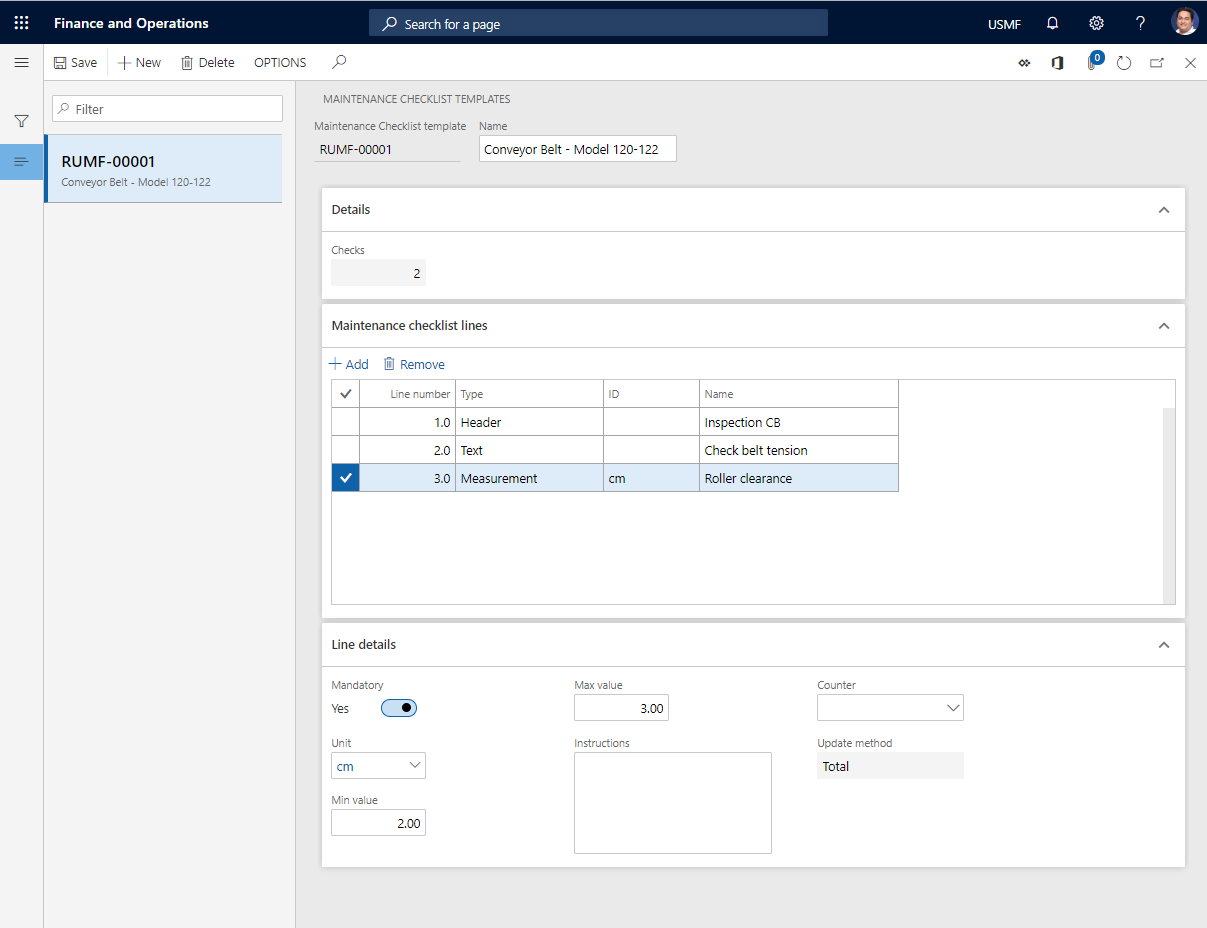 Finance and Operations
Search for a page
USMF
?
Save
New
Delete
OPTIONS
0
Filter
RUMF-00001
Conveyor Belt - Model 120-122
MAINTENANCE CHECKLIST TEMPLATES
Maintenance Checklist template Name
RUMF-00001 Conveyor Belt - Model 120-122
Details
Checks
2
Maintenance checklist lines
Add Remove
Line number Type ID Name
1.0 Header Inspection CB
2.0 Text Check belt tension
3.0 Measurement cm Roller clearance
Line details
Mandatory Max value Counter
Yes 3.00
Unit Instructions Update method
cm Total
Min value
2.00